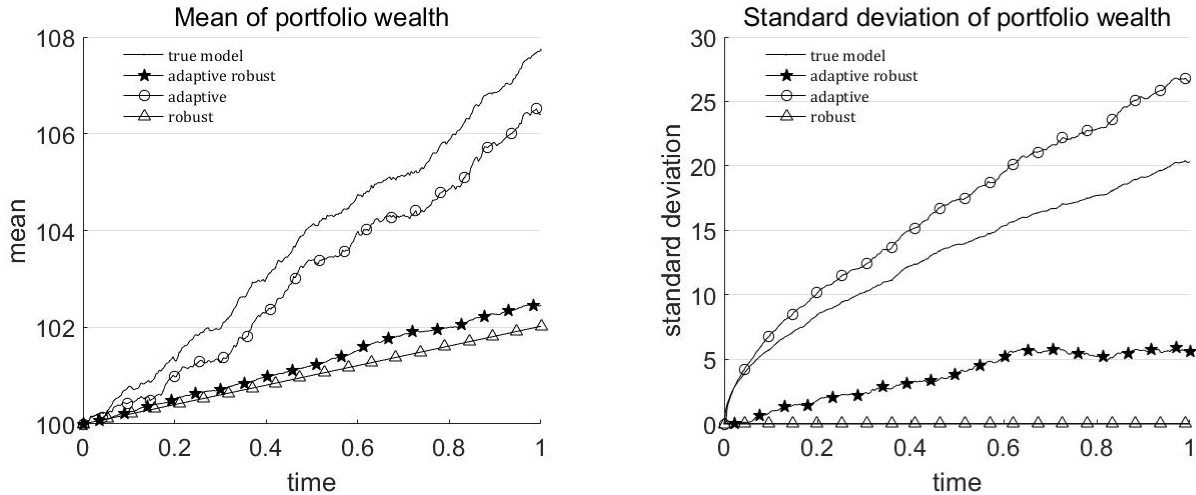 Mean of portfolio wealth
108
106
104
102
100
mean
true model
adaptive robust
adaptive
robust
0
0.2
0.4
0.6
0.8
1
time
Standard deviation of portfolio wealth
30
25
20
15
10
5
0
standard deviation
true model
adaptive robust
adaptive
robust
0
0.2
0.4
0.6
0.8
1
time